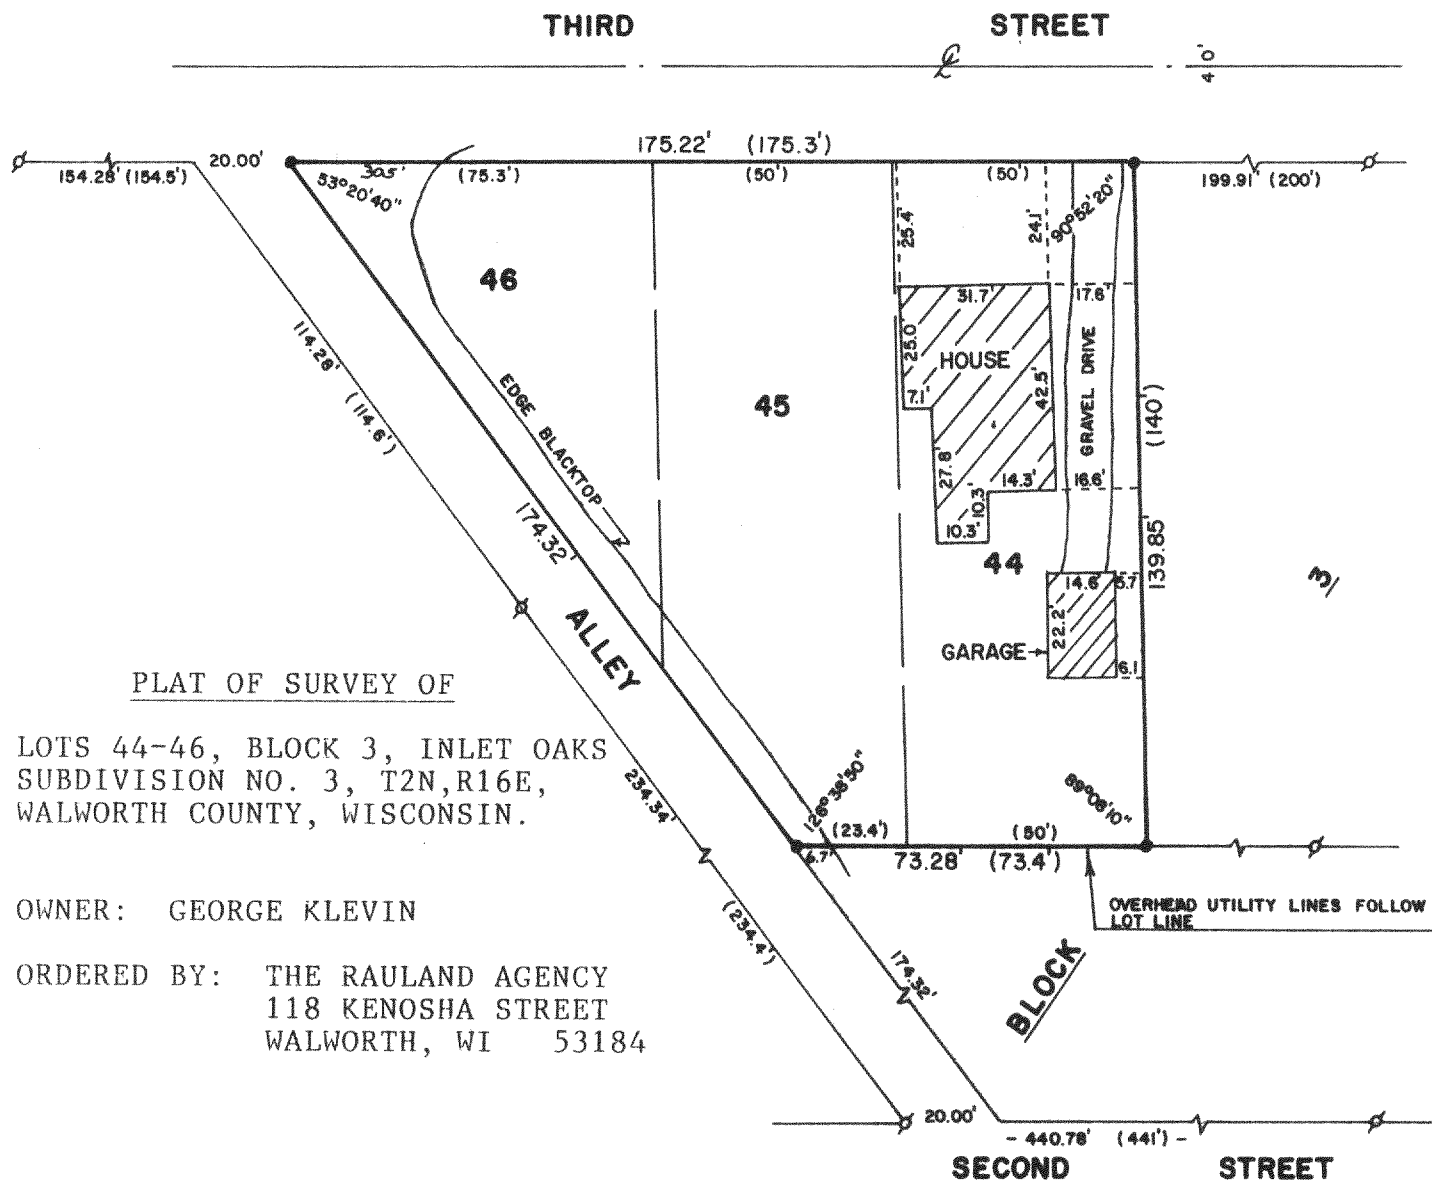 THIRD STREET
℄
40'
175.22' (175.3')
20.00'
154.28' (154.5')
30.5'
(75.3')
(50')
(50')
199.91' (200')
53°20'40"
90°52'20"
25.4'
24.1'
46
31.7'
17.6'
25.0'
HOUSE
42.5'
GRAVEL DRIVE
7.1'
45
114.28' (114.6')
EDGE BLACKTOP
(140')
139.85
27.8'
14.3'
16.6'
10.3'
10.3'
174.32'
44
14.6'
5.7
22.2'
GARAGE
6.1
3
ALLEY
PLAT OF SURVEY OF
LOTS 44-46, BLOCK 3, INLET OAKS
SUBDIVISION NO. 3, T2N,R16E,
WALWORTH COUNTY, WISCONSIN.
234.34'
(234.4')
126°38'50"
89°08'10"
(23.4')
(50')
6.7'
73.28' (73.4')
OVERHEAD UTILITY LINES FOLLOW
LOT LINE
OWNER: GEORGE KLEVIN
ORDERED BY: THE RAULAND AGENCY
118 KENOSHA STREET
WALWORTH, WI 53184
174.32'
BLOCK
20.00'
- 440.78' (441') -
SECOND STREET